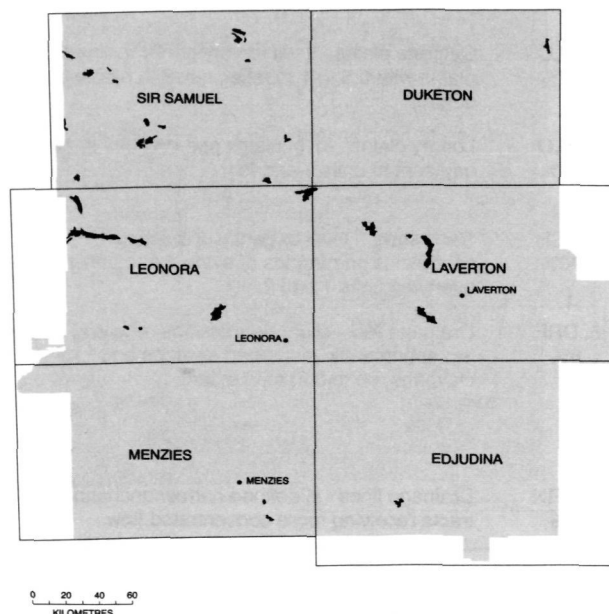 SIR SAMUEL
DUKETON
LEONORA
LAVERTON
LAVERTON
LEONORA
MENZIES
MENZIES
EDJUDINA
0 20 40 60
KILOMETRES